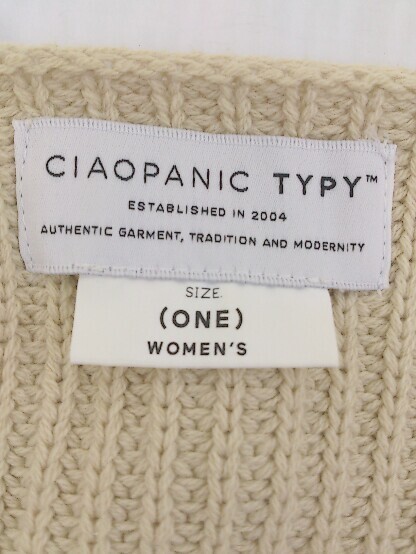 CIAOPANIC TYPY™
ESTABLISHED IN 2004
AUTHENTIC GARMENT, TRADITION AND MODERNITY
SIZE
(ONE)
WOMEN'S